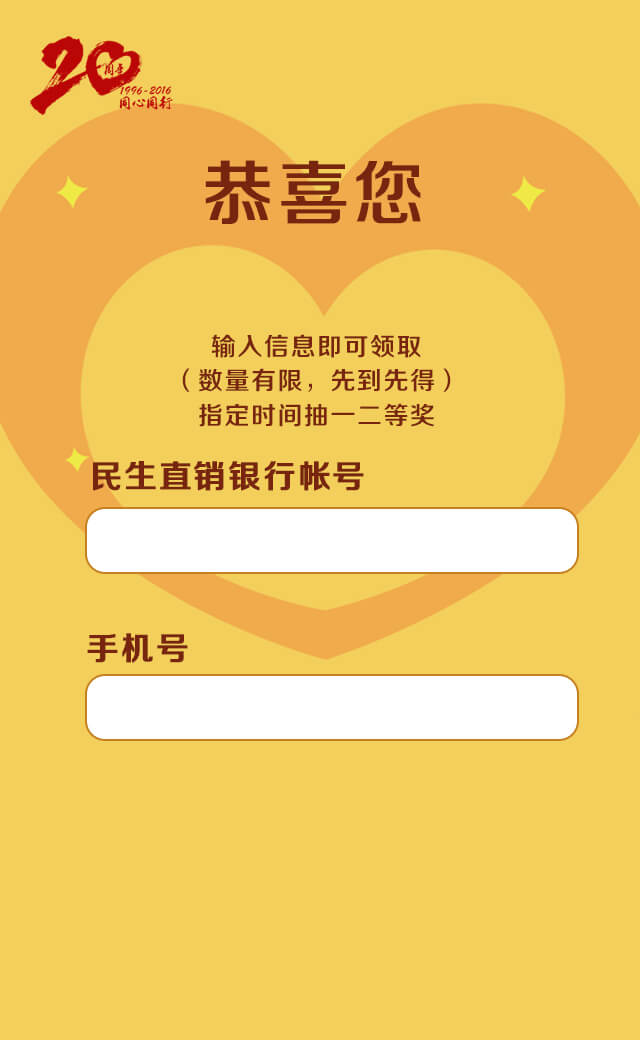 20
周年
1996-2016
同心同行
恭喜您
输入信息即可领取
（数量有限，先到先得）
指定时间抽一二等奖
民生直销银行帐号
手机号